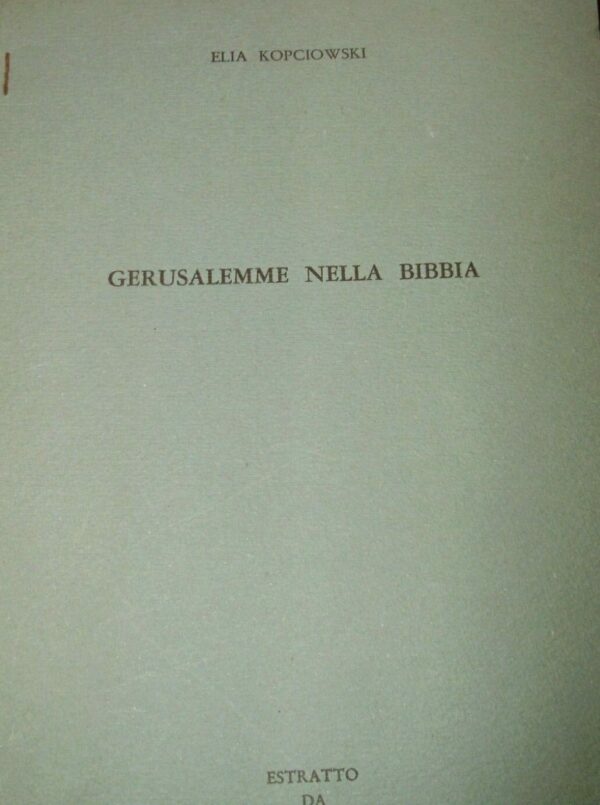 ELIA KOPCIOWSKI
GERUSALEMME NELLA BIBBIA
ESTRATTO
DA